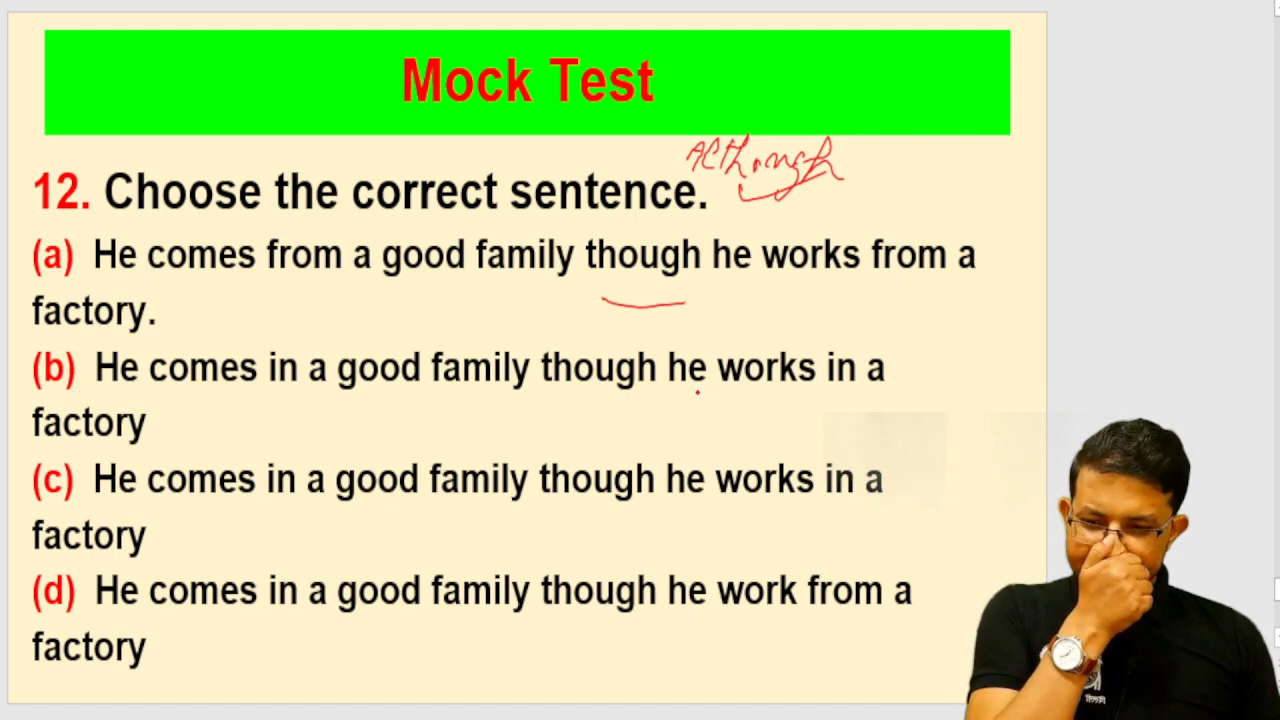 Mock Test
Although
12. Choose the correct sentence.
(a) He comes from a good family though he works from a
factory.
(b) He comes in a good family though he works in a
factory
(c) He comes in a good family though he works in a
factory
(d) He comes in a good family though he work from a
factory